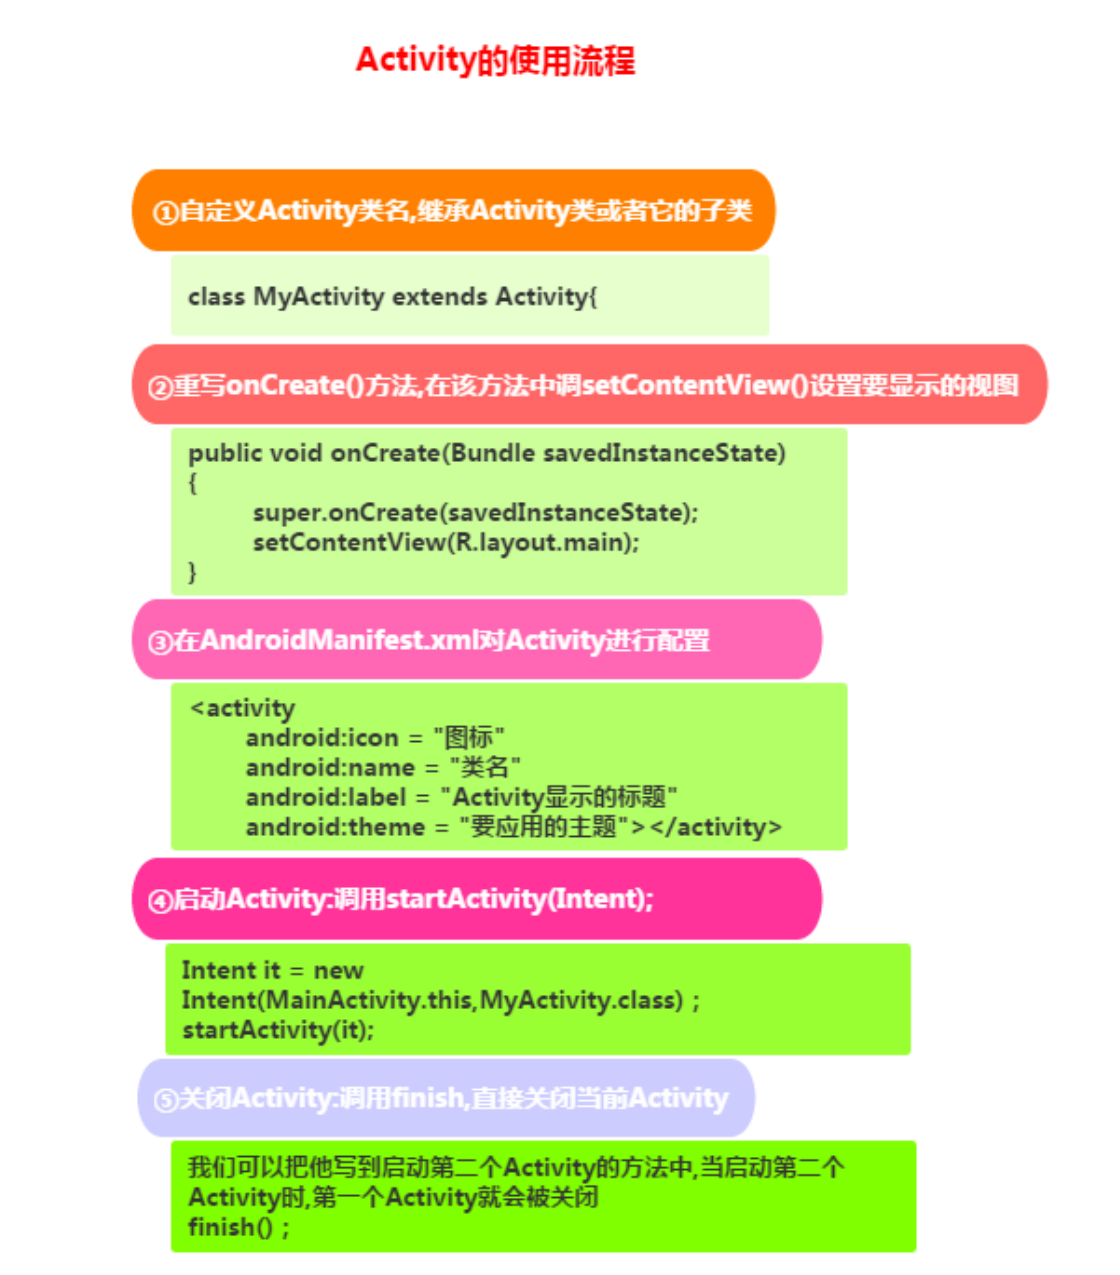 Activity的使用流程
①自定义Activity类名,继承Activity类或者它的子类
class MyActivity extends Activity{
②重写onCreate()方法,在该方法中调setContentView()设置要显示的视图
public void onCreate(Bundle savedInstanceState)
{
super.onCreate(savedInstanceState);
setContentView(R.layout.main);
}
③在AndroidManifest.xml对Activity进行配置
<activity
android:icon = "图标"
android:name = "类名"
android:label = "Activity显示的标题"
android:theme = "要应用的主题"></activity>
④启动Activity:调用startActivity(Intent);
Intent it = new
Intent(MainActivity.this,MyActivity.class) ;
startActivity(it);
⑤关闭Activity:调用finish,直接关闭当前Activity
我们可以把他写到启动第二个Activity的方法中,当启动第二个
Activity时,第一个Activity就会被关闭
finish() ;